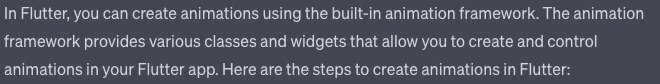 In Flutter, you can create animations using the built-in animation framework. The animation
framework provides various classes and widgets that allow you to create and control
animations in your Flutter app. Here are the steps to create animations in Flutter: